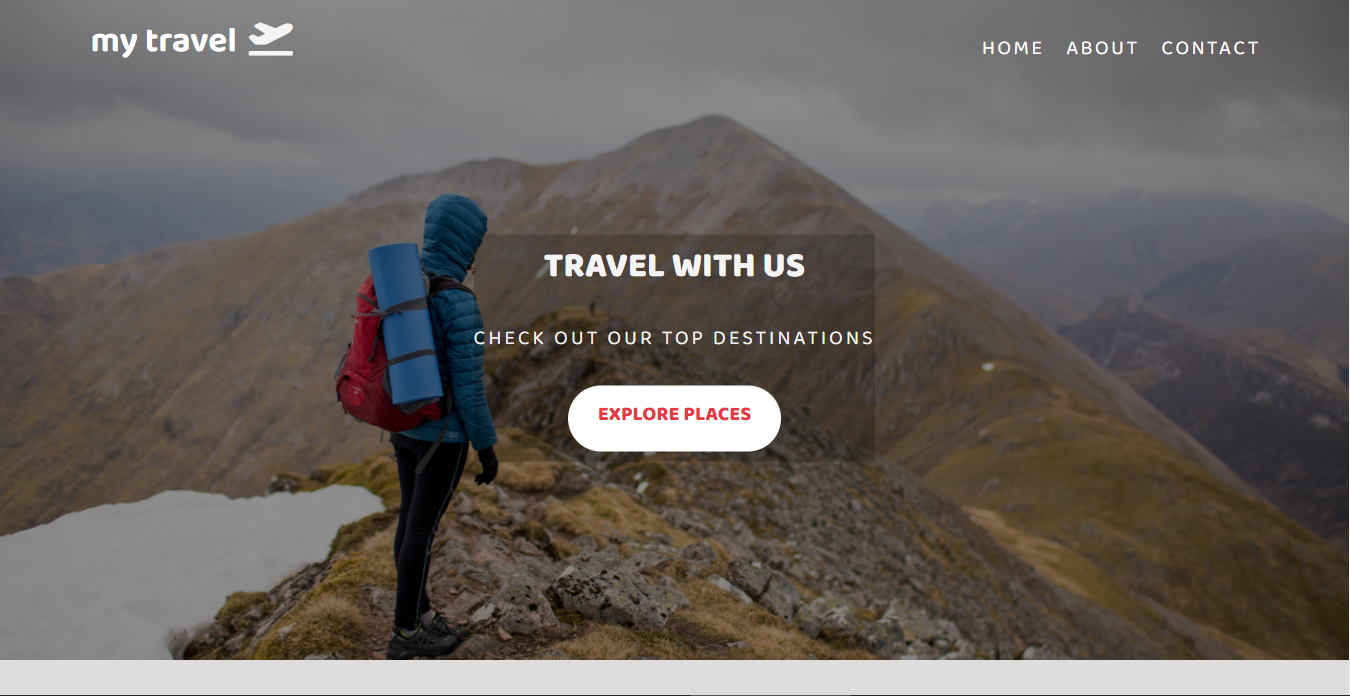 my travel
HOME ABOUT CONTACT
TRAVEL WITH US
CHECK OUT OUR TOP DESTINATIONS
EXPLORE PLACES